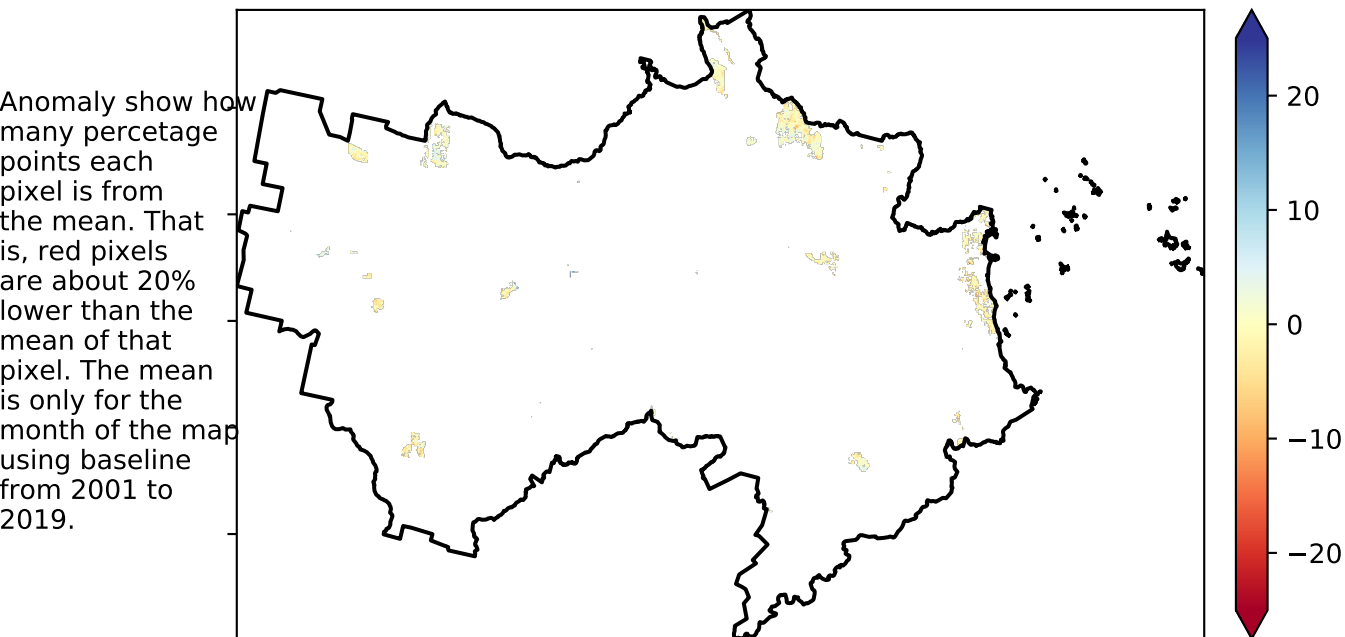 Anomaly show how
many percetage
points each
pixel is from
the mean. That
is, red pixels
are about 20%
lower than the
mean of that
pixel. The mean
is only for the
month of the map
using baseline
from 2001 to
2019.
20
10
0
−10
−20